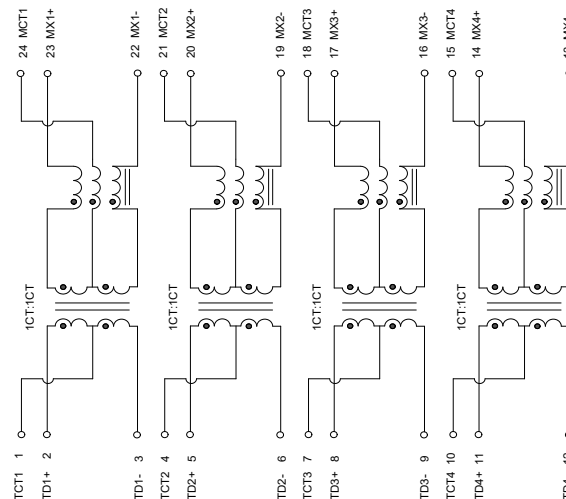 24 MCT1
23 MX1+
22 MX1-
21 MCT2
20 MX2+
19 MX2-
18 MCT3
17 MX3+
16 MX3-
15 MCT4
14 MX4+
1CT:1CT
1CT:1CT
1CT:1CT
1CT:1CT
TCT1 1
TD1+ 2
TD1- 3
TCT2 4
TD2+ 5
TD2- 6
TCT3 7
TD3+ 8
TD3- 9
TCT4 10
TD4+ 11